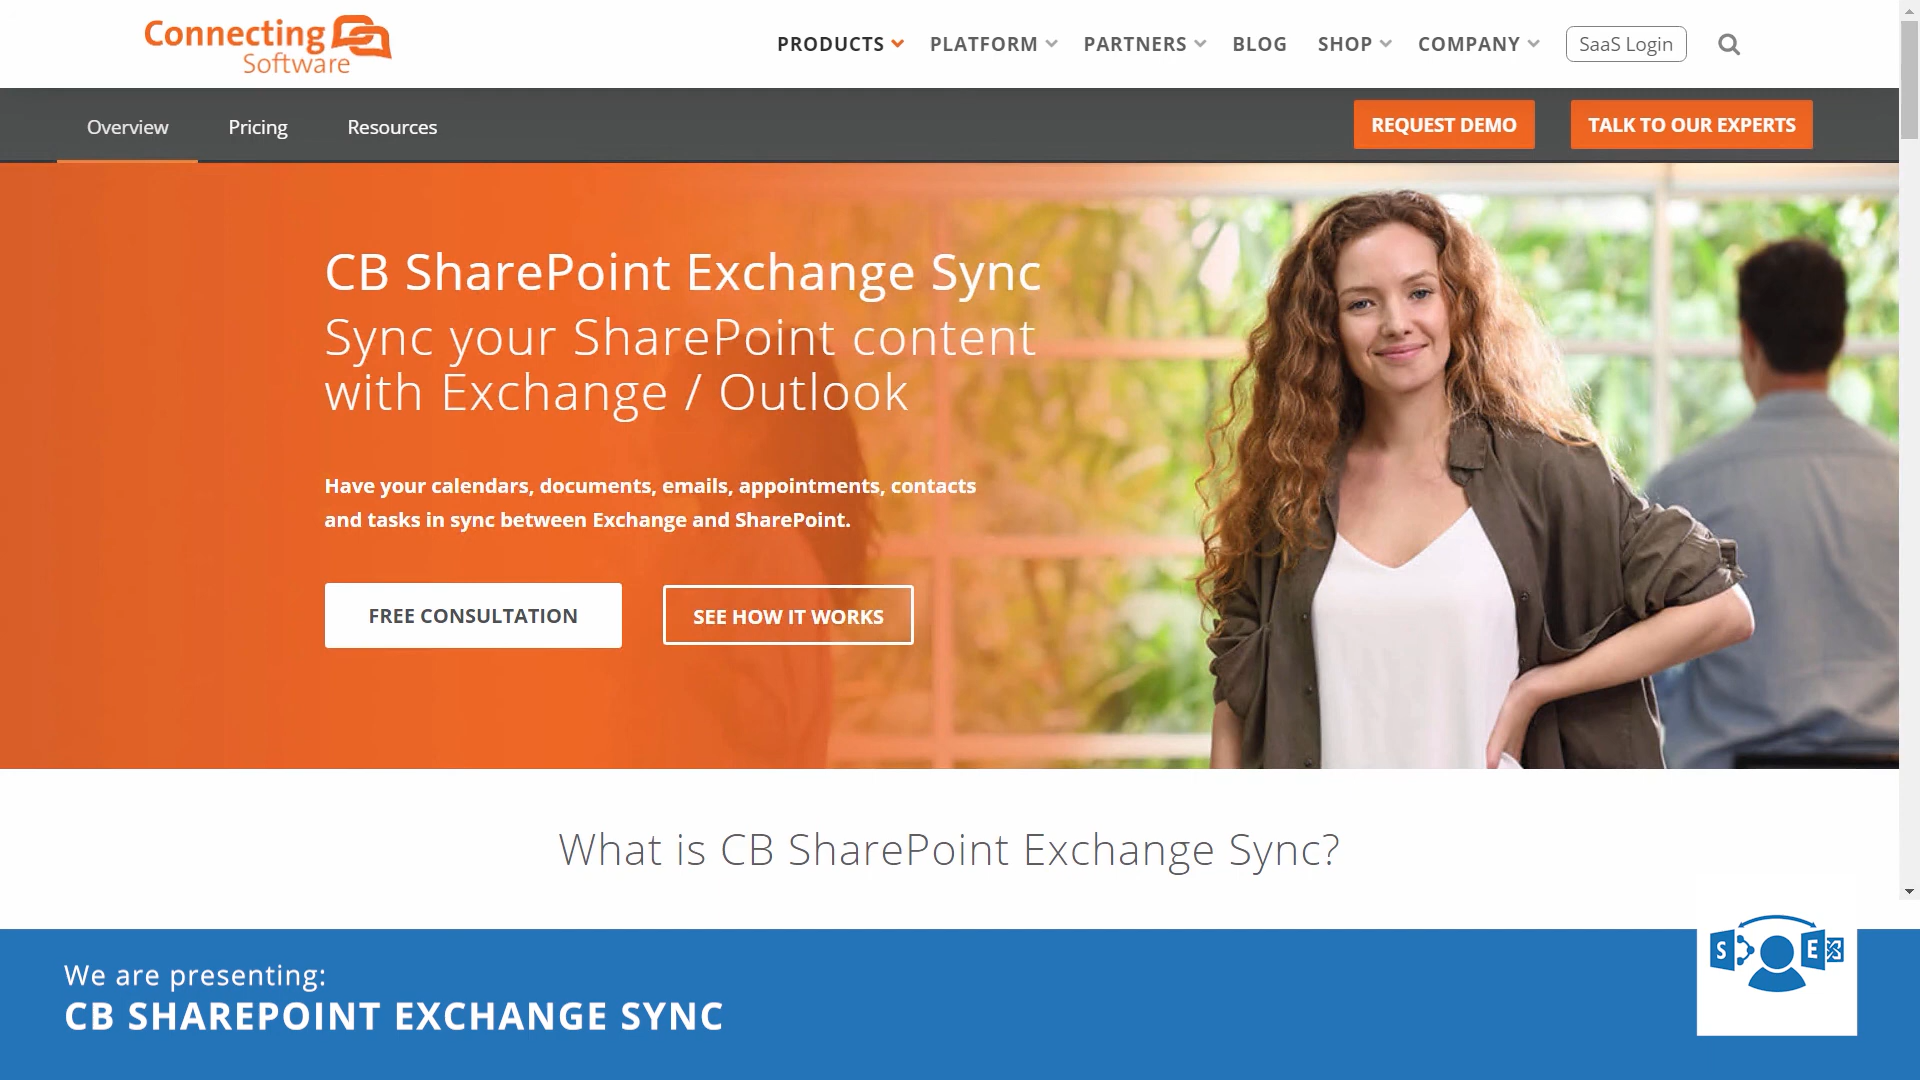 Connecting
Software
PRODUCTS
PLATFORM
PARTNERS
BLOG
SHOP
COMPANY
SaaS Login
Overview
Pricing
Resources
REQUEST DEMO
TALK TO OUR EXPERTS
CB SharePoint Exchange Sync
Sync your SharePoint content
with Exchange / Outlook
Have your calendars, documents, emails, appointments, contacts
and tasks in sync between Exchange and SharePoint.
FREE CONSULTATION
SEE HOW IT WORKS
What is CB SharePoint Exchange Sync?
S
E
We are presenting:
CB SHAREPOINT EXCHANGE SYNC